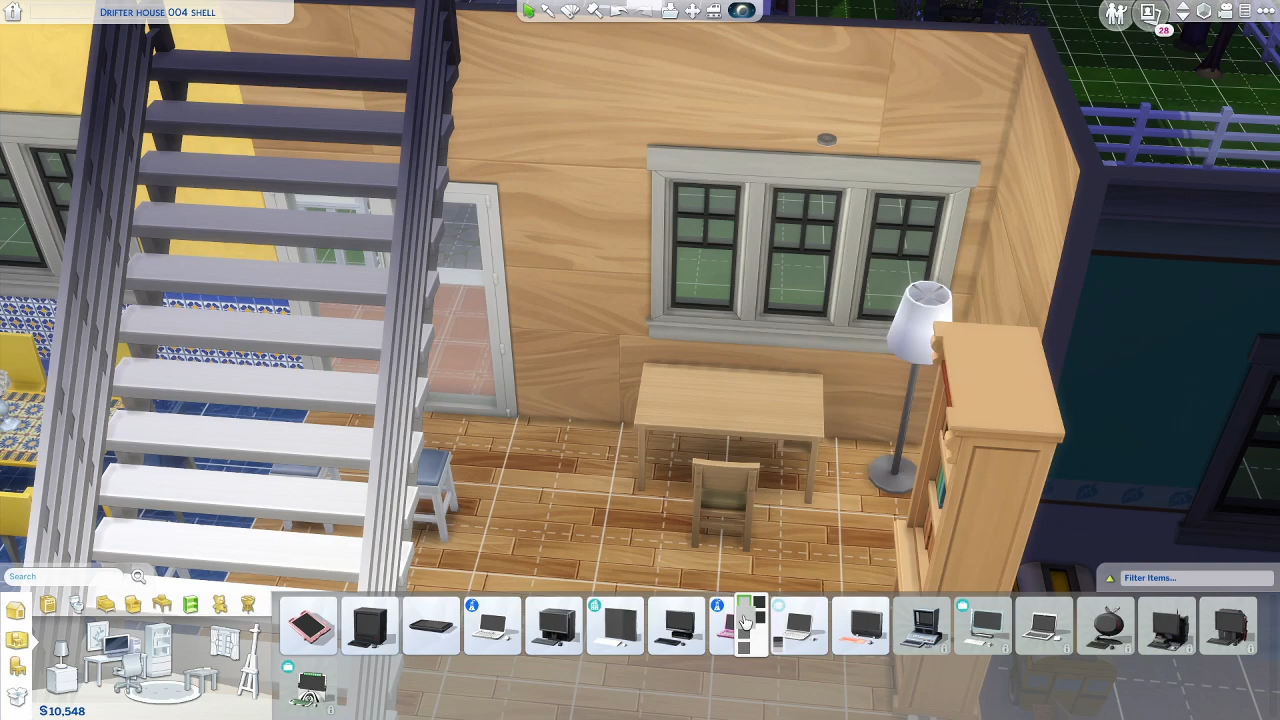 DRIFTER HOUSE 004 SHELL
28
Search
Filter Items...
§10,548